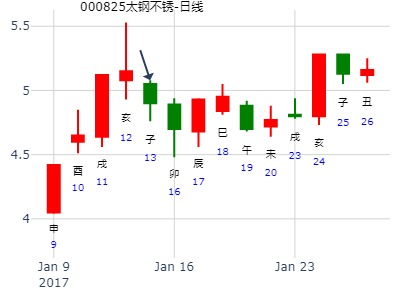 000825太钢不锈-日线
5.5
5
4.5
4
申
9
酉
10
戌
11
亥
12
子
13
卯
16
辰
17
巳
18
午
19
未
20
戌
23
亥
24
子
25
丑
26
Jan 9
2017
Jan 16
Jan 23